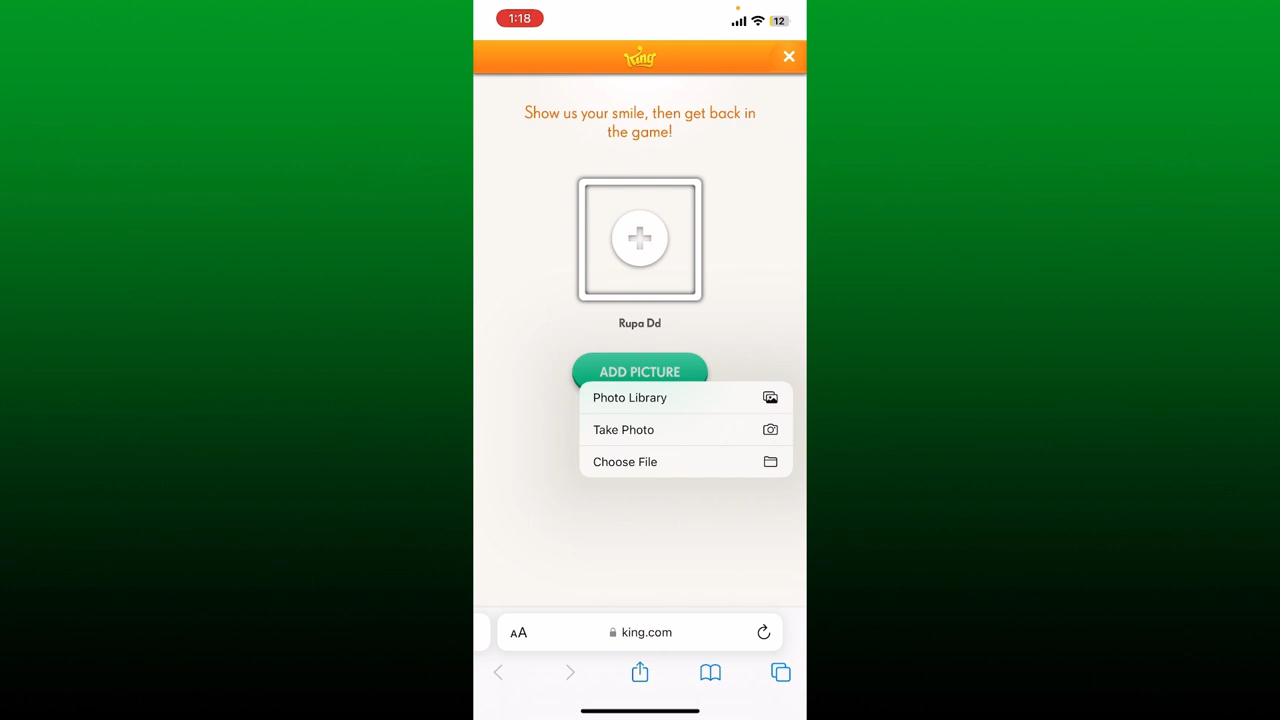 1:18
12
King
Show us your smile, then get back in
the game!
Rupa Dd
ADD PICTURE
Photo Library
Take Photo
Choose File
AA
king.com